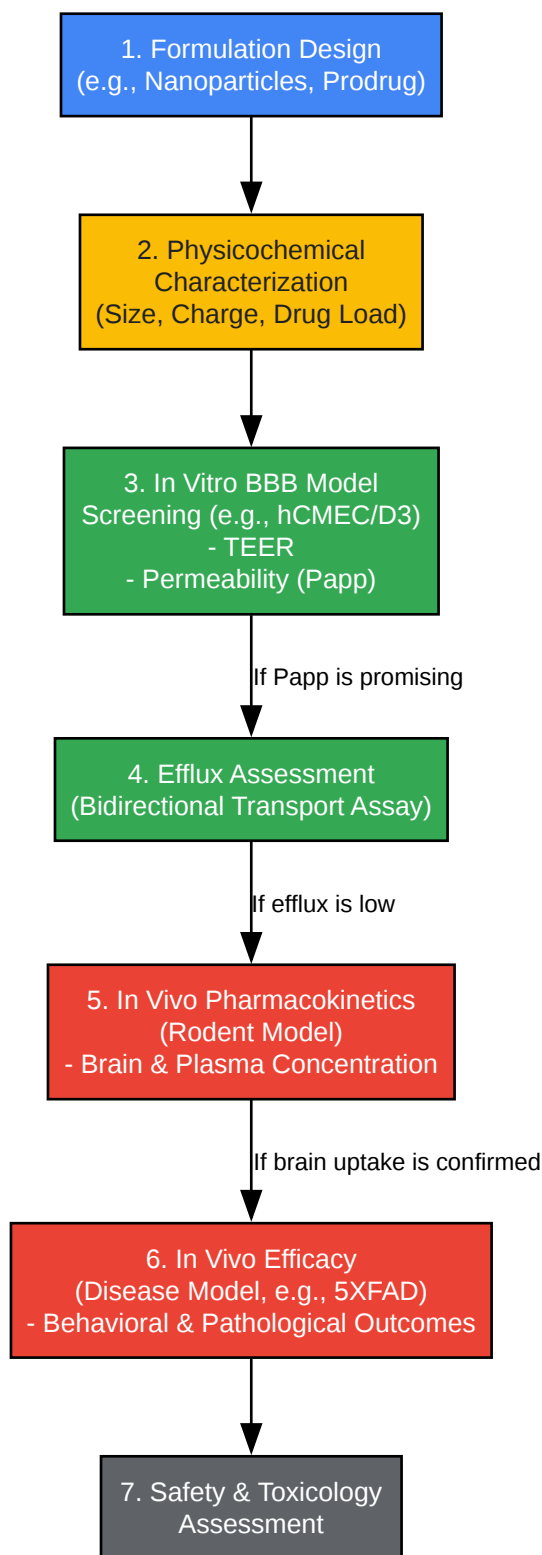 1. Formulation Design
(e.g., Nanoparticles, Prodrug)
2. Physicochemical
Characterization
(Size, Charge, Drug Load)
3. In Vitro BBB Model
Screening (e.g., hCMEC/D3)
- TEER
- Permeability (Papp)
If Papp is promising
4. Efflux Assessment
(Bidirectional Transport Assay)
If efflux is low
5. In Vivo Pharmacokinetics
(Rodent Model)
- Brain & Plasma Concentration
If brain uptake is confirmed
6. In Vivo Efficacy
(Disease Model, e.g., 5XFAD)
- Behavioral & Pathological Outcomes
7. Safety & Toxicology
Assessment